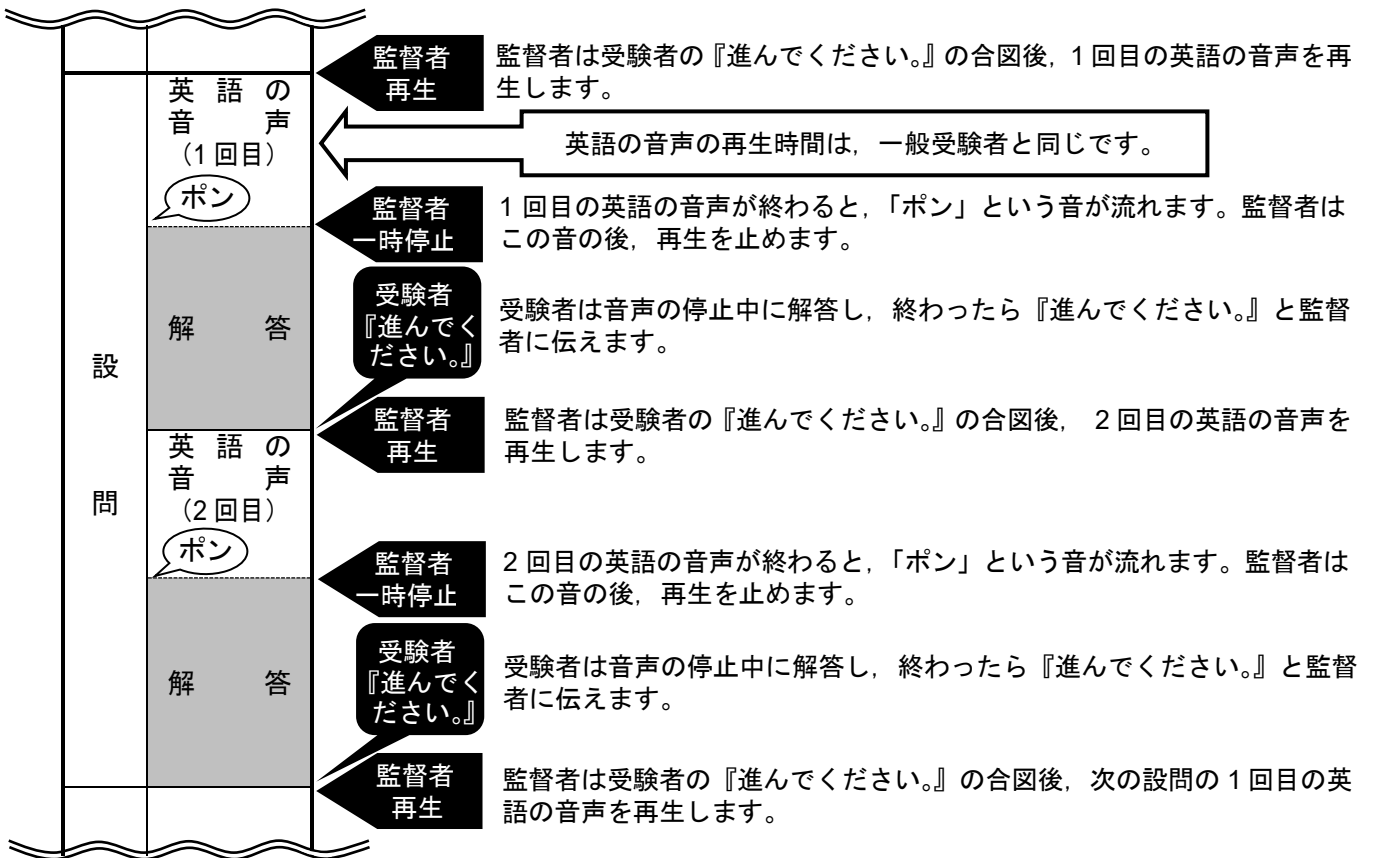 監督者
再生
監督者は受験者の『進んでください。』の合図後，1回目の英語の音声を再
生します。
英語の
音声
（1回目）
ポン
英語の音声の再生時間は，一般受験者と同じです。
監督者
一時停止
1回目の英語の音声が終わると，「ポン」という音が流れます。監督者は
この音の後，再生を止めます。
解答
受験者
『進んでく
ださい。』
受験者は音声の停止中に解答し，終わったら『進んでください。』と監督
者に伝えます。
設問
監督者
再生
監督者は受験者の『進んでください。』の合図後， 2回目の英語の音声を
再生します。
英語の
音声
（2回目）
ポン
監督者
一時停止
2回目の英語の音声が終わると，「ポン」という音が流れます。監督者は
この音の後，再生を止めます。
解答
受験者
『進んでく
ださい。』
受験者は音声の停止中に解答し，終わったら『進んでください。』と監督
者に伝えます。
監督者
再生
監督者は受験者の『進んでください。』の合図後，次の設問の1回目の英
語の音声を再生します。